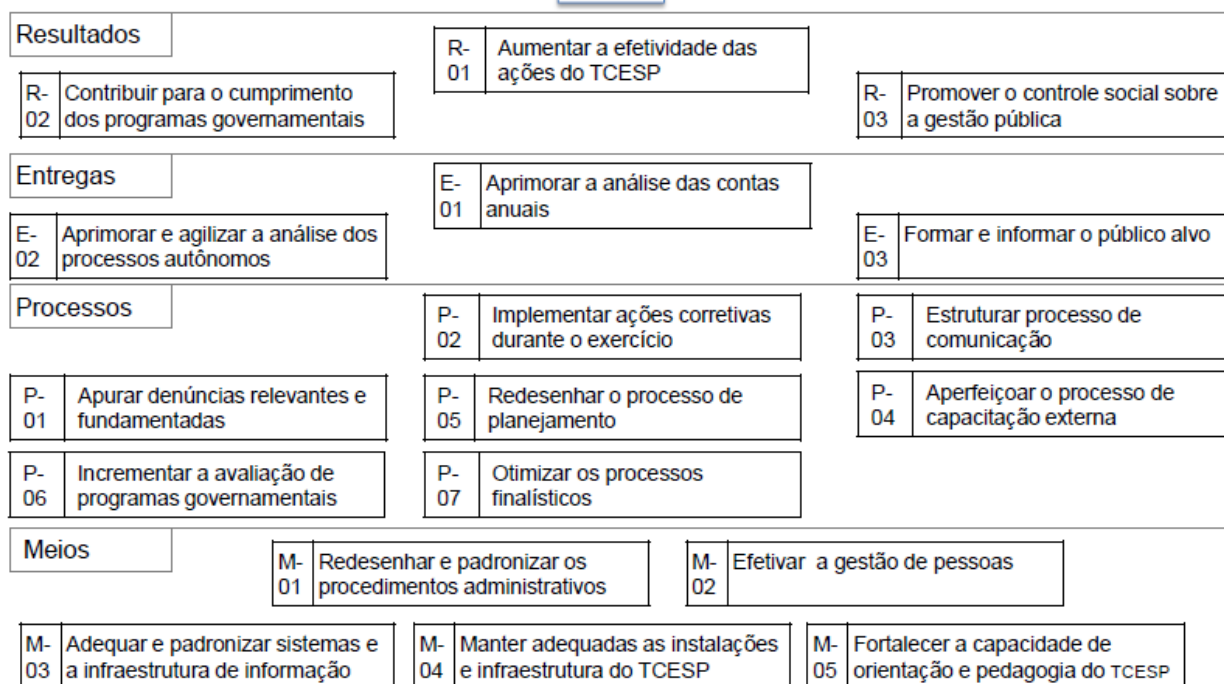 Resultados
R-01 Aumentar a efetividade das
ações do TCESP
R-02 Contribuir para o cumprimento
dos programas governamentais
R-03 Promover o controle social sobre
a gestão pública
Entregas
E-01 Aprimorar a análise das contas
anuais
E-02 Aprimorar e agilizar a análise dos
processos autônomos
E-03 Formar e informar o público alvo
Processos
P-02 Implementar ações corretivas
durante o exercício
P-03 Estruturar processo de
comunicação
P-01 Apurar denúncias relevantes e
fundamentadas
P-05 Redesenhar o processo de
planejamento
P-04 Aperfeiçoar o processo de
capacitação externa
P-06 Incrementar a avaliação de
programas governamentais
P-07 Otimizar os processos
finalísticos
Meios
M-01 Redesenhar e padronizar os
procedimentos administrativos
M-02 Efetivar a gestão de pessoas
M-03 Adequar e padronizar sistemas e
a infraestrutura de informação
M-04 Manter adequadas as instalações
e infraestrutura do TCESP
M-05 Fortalecer a capacidade de
orientação e pedagogia do TCESP